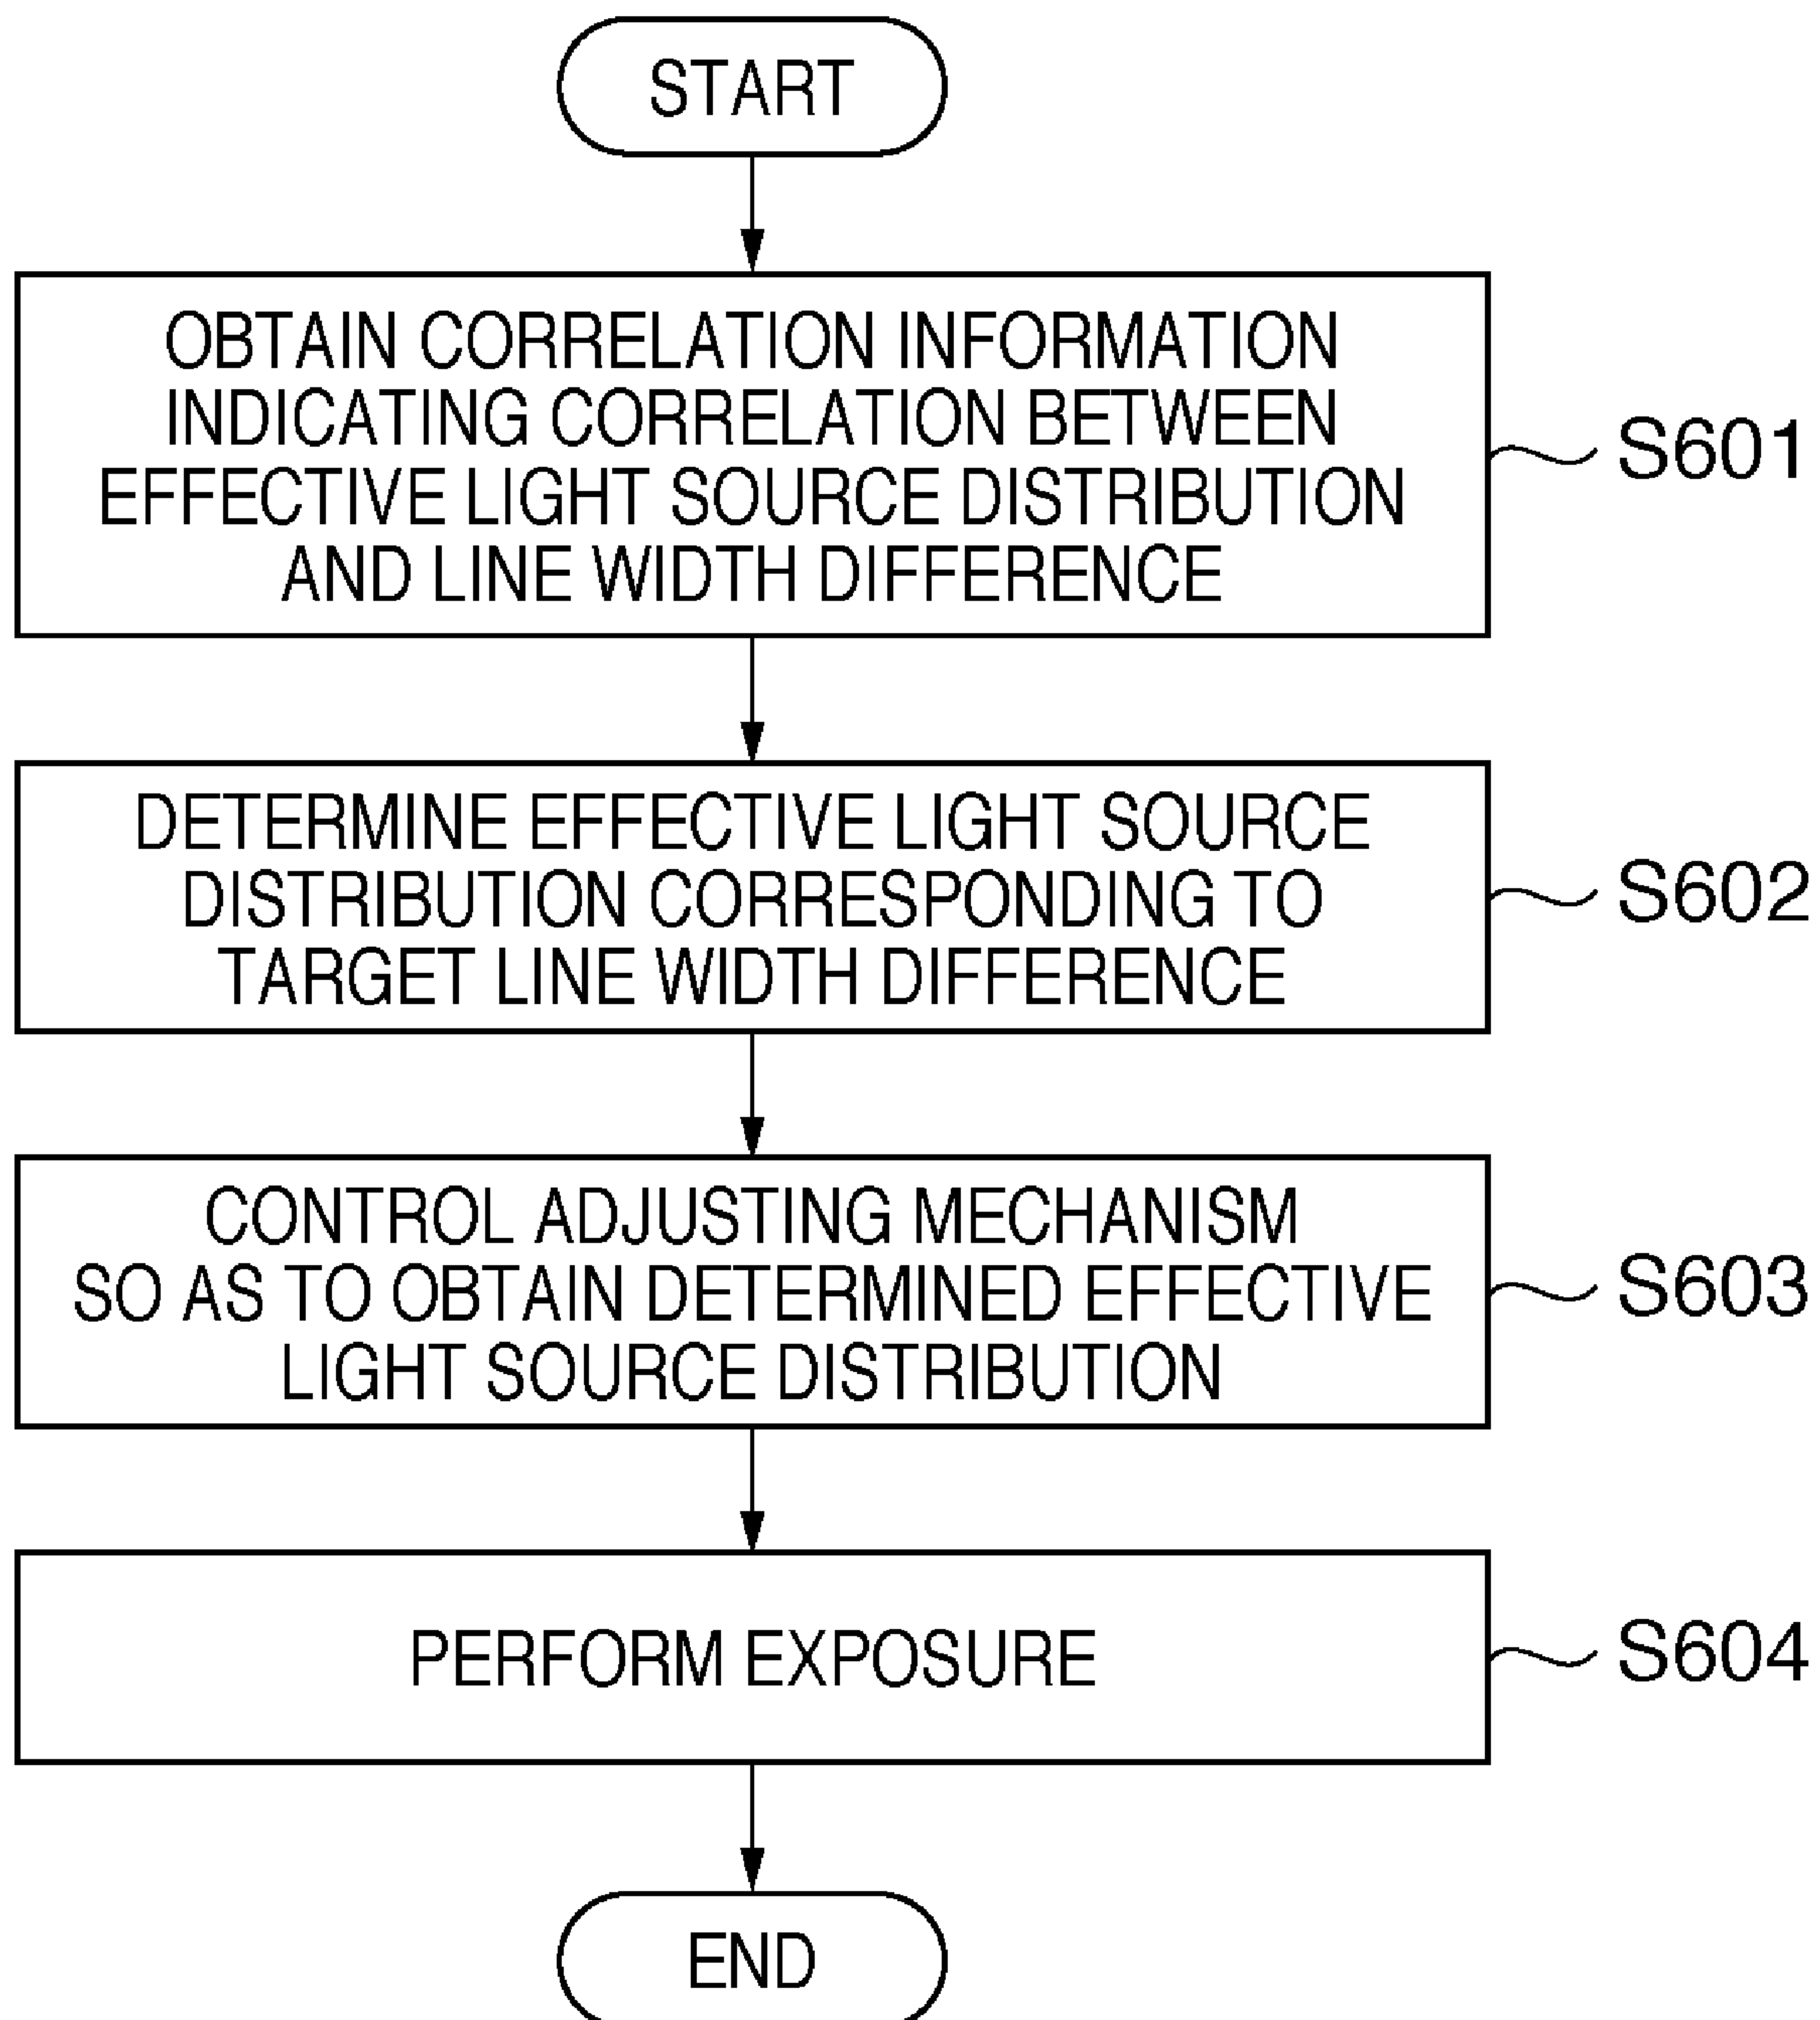 START
OBTAIN CORRELATION INFORMATION
INDICATING CORRELATION BETWEEN
EFFECTIVE LIGHT SOURCE DISTRIBUTION
AND LINE WIDTH DIFFERENCE
S601
DETERMINE EFFECTIVE LIGHT SOURCE
DISTRIBUTION CORRESPONDING TO
TARGET LINE WIDTH DIFFERENCE
S602
CONTROL ADJUSTING MECHANISM
SO AS TO OBTAIN DETERMINED EFFECTIVE
LIGHT SOURCE DISTRIBUTION
S603
PERFORM EXPOSURE
S604
END